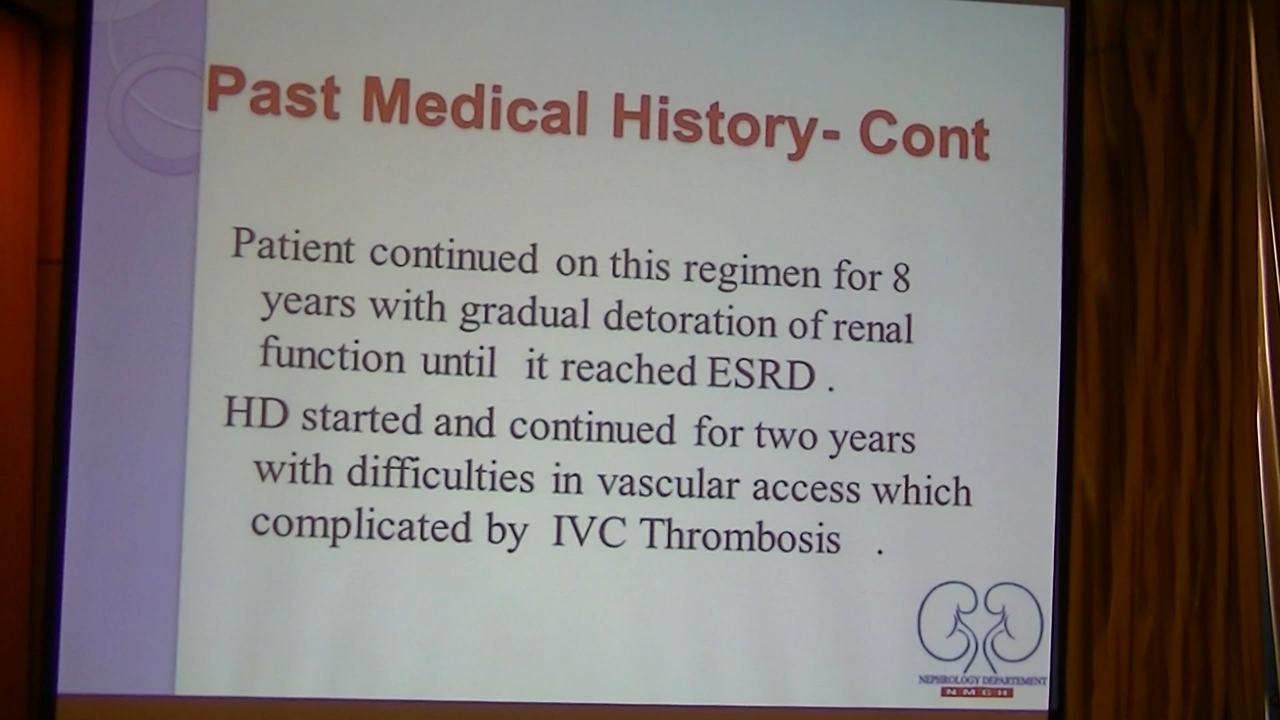 Past Medical History- Cont
Patient continued on this regimen for 8
years with gradual detoration of renal
function until it reached ESRD .
HD started and continued for two years
with difficulties in vascular access which
complicated by IVC Thrombosis .
NEPHROLOGY DEPARTEMENT
N M G H